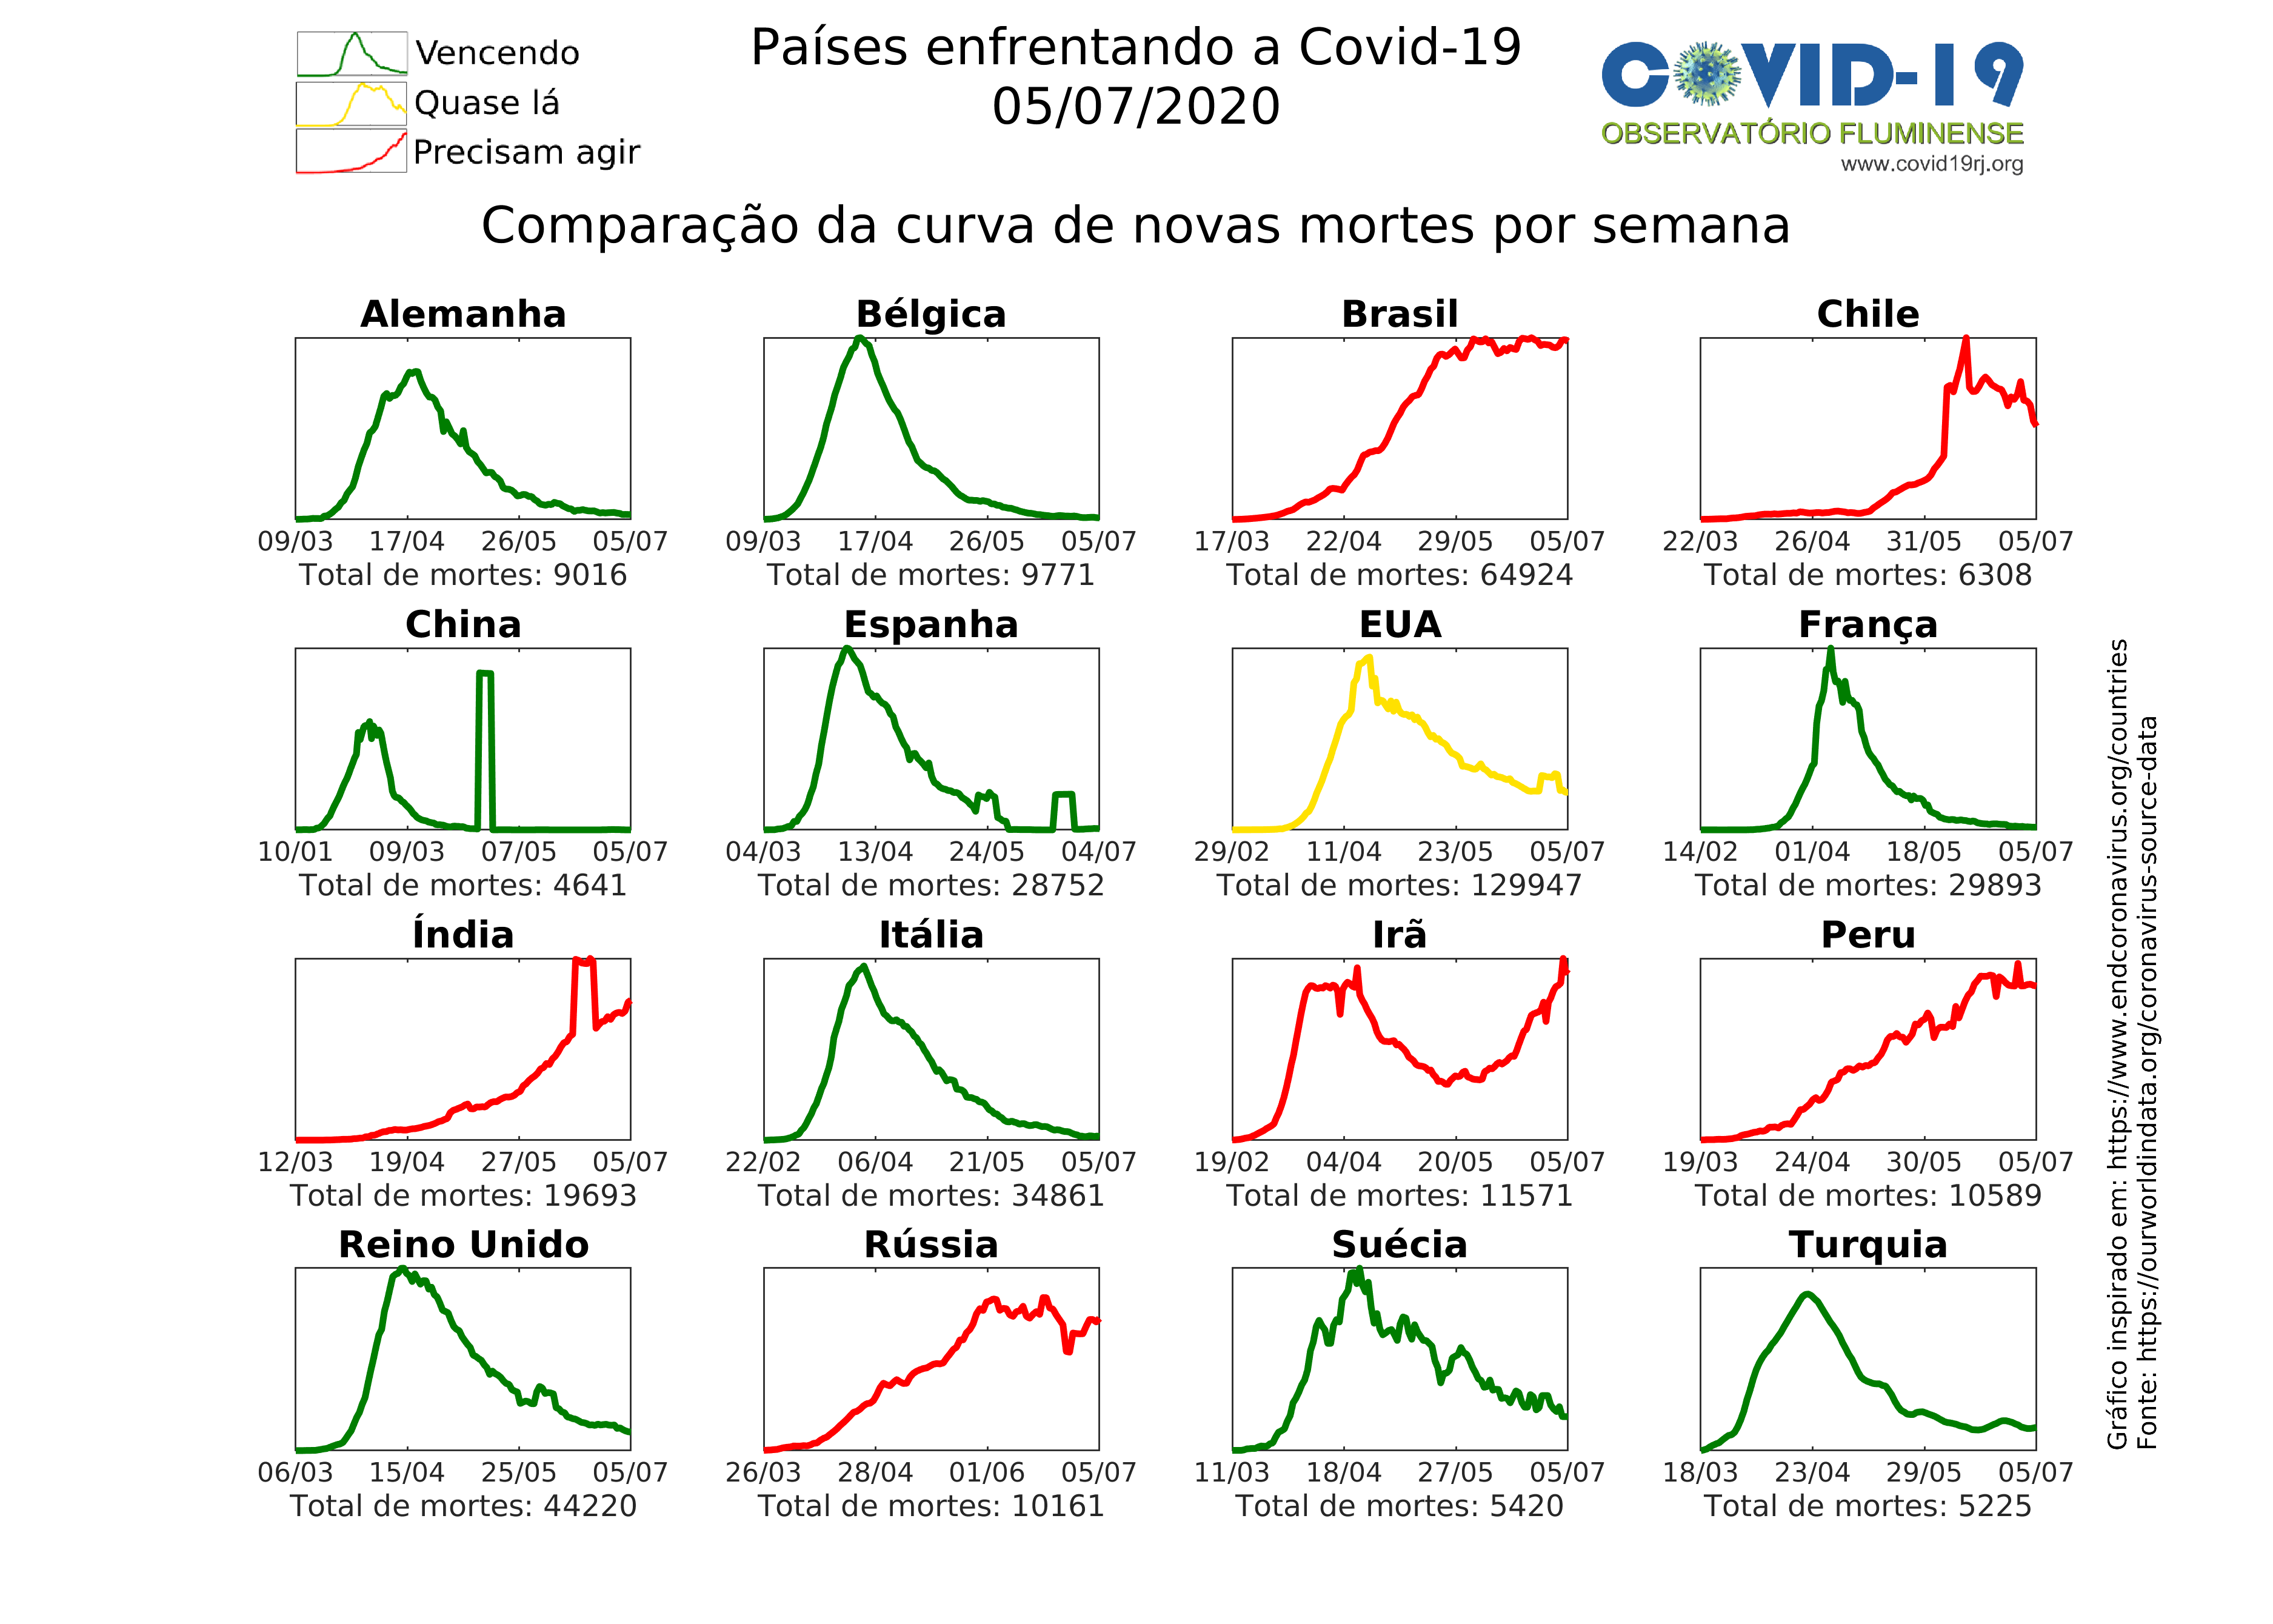 Vencendo
Quase lá
Precisam agir
Países enfrentando a Covid-19
05/07/2020
COVID-19
OBSERVATÓRIO FLUMINENSE
www.covid19rj.org
Comparação da curva de novas mortes por semana
Alemanha
09/03 17/04 26/05 05/07
Total de mortes: 9016
Bélgica
09/03 17/04 26/05 05/07
Total de mortes: 9771
Brasil
17/03 22/04 29/05 05/07
Total de mortes: 64924
Chile
22/03 26/04 31/05 05/07
Total de mortes: 6308
China
10/01 09/03 07/05 05/07
Total de mortes: 4641
Espanha
04/03 13/04 24/05 04/07
Total de mortes: 28752
EUA
29/02 11/04 23/05 05/07
Total de mortes: 129947
França
14/02 01/04 18/05 05/07
Total de mortes: 29893
Índia
12/03 19/04 27/05 05/07
Total de mortes: 19693
Itália
22/02 06/04 21/05 05/07
Total de mortes: 34861
Irã
19/02 04/04 20/05 05/07
Total de mortes: 11571
Peru
19/03 24/04 30/05 05/07
Total de mortes: 10589
Reino Unido
06/03 15/04 25/05 05/07
Total de mortes: 44220
Rússia
26/03 28/04 01/06 05/07
Total de mortes: 10161
Suécia
11/03 18/04 27/05 05/07
Total de mortes: 5420
Turquia
18/03 23/04 29/05 05/07
Total de mortes: 5225
Gráfico inspirado em: https://www.endcoronavirus.org/countries
Fonte: https://ourworldindata.org/coronavirus-source-data